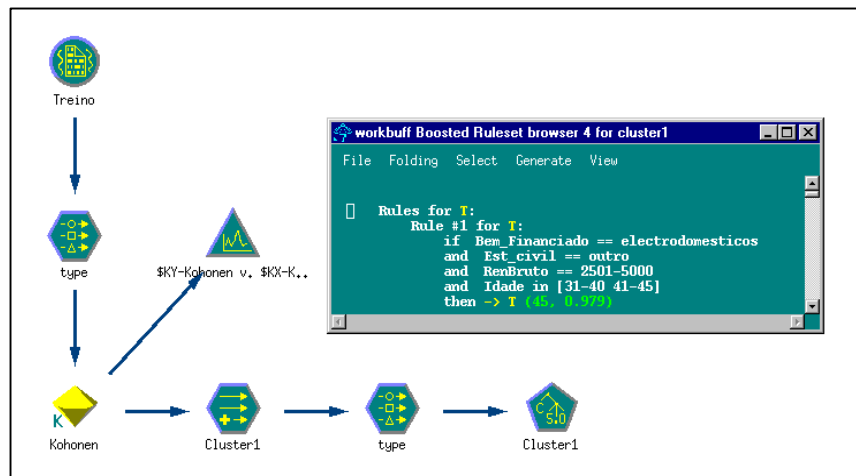 Treino
type
$KY-Kohonen v. $KX-K..
K
Kohonen
Cluster1
type
C
5.0
Cluster1
workbuff Boosted Ruleset browser 4 for cluster1
File Folding Select Generate View
Rules for T:
Rule #1 for T:
if Bem_Financiado == electrodomesticos
and Est_civil == outro
and RenBruto == 2501-5000
and Idade in [31-40 41-45]
then -> T (45, 0.979)